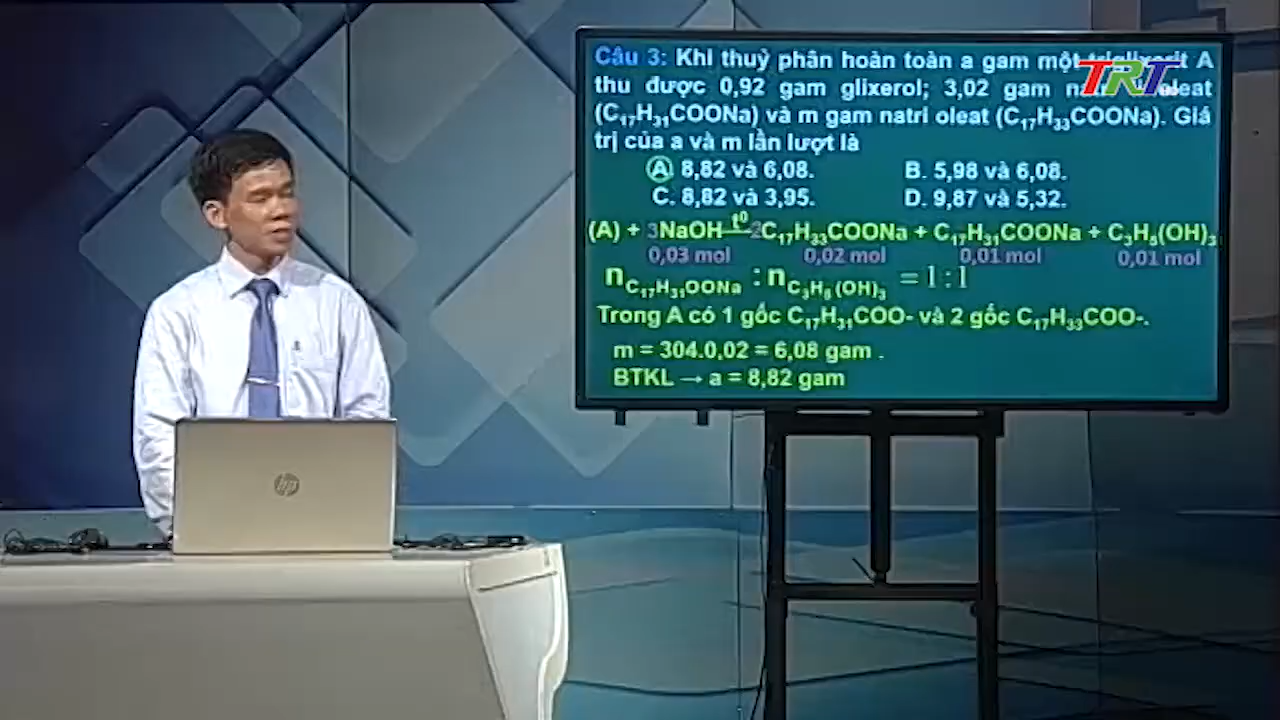 Câu 3: Khi thuỷ phân hoàn toàn a gam một triglixerit A
TRT
thu được 0,92 gam glixerol; 3,02 gam oleat
(C₁₇H₃₁COONa) và m gam natri oleat (C₁₇H₃₃COONa). Giá
trị của a và m lần lượt là
A. 8,82 và 6,08. B. 5,98 và 6,08.
C. 8,82 và 3,95. D. 9,87 và 5,32.
(A) + 3NaOH t⁰ 2C₁₇H₃₃COONa + C₁₇H₃₁COONa + C₃H₅(OH)₃
0,03 mol 0,02 mol 0,01 mol 0,01 mol
n C₁₇H₃₁OONa : n C₃H₈(OH)₃ = 1 : 1
Trong A có 1 gốc C₁₇H₃₁COO- và 2 gốc C₁₇H₃₃COO-.
m = 304.0,02 = 6,08 gam .
BTKL → a = 8,82 gam
hp